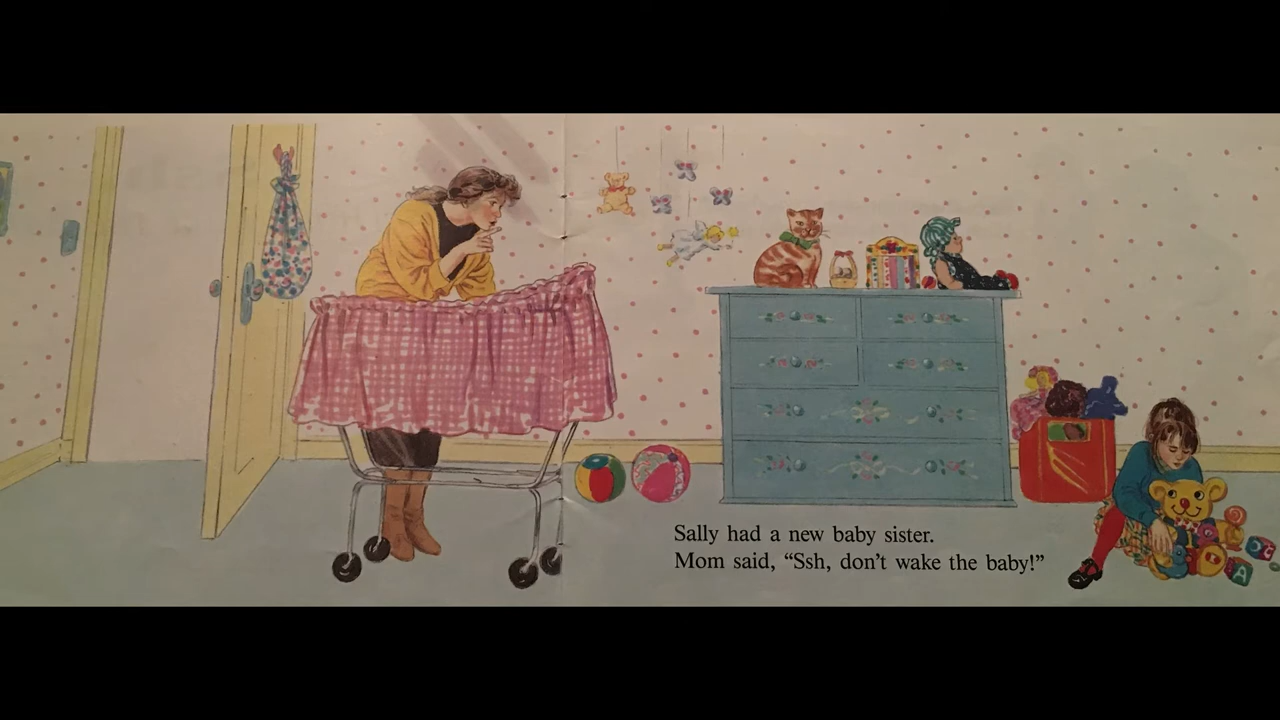 Sally had a new baby sister.
Mom said, “Ssh, don’t wake the baby!”